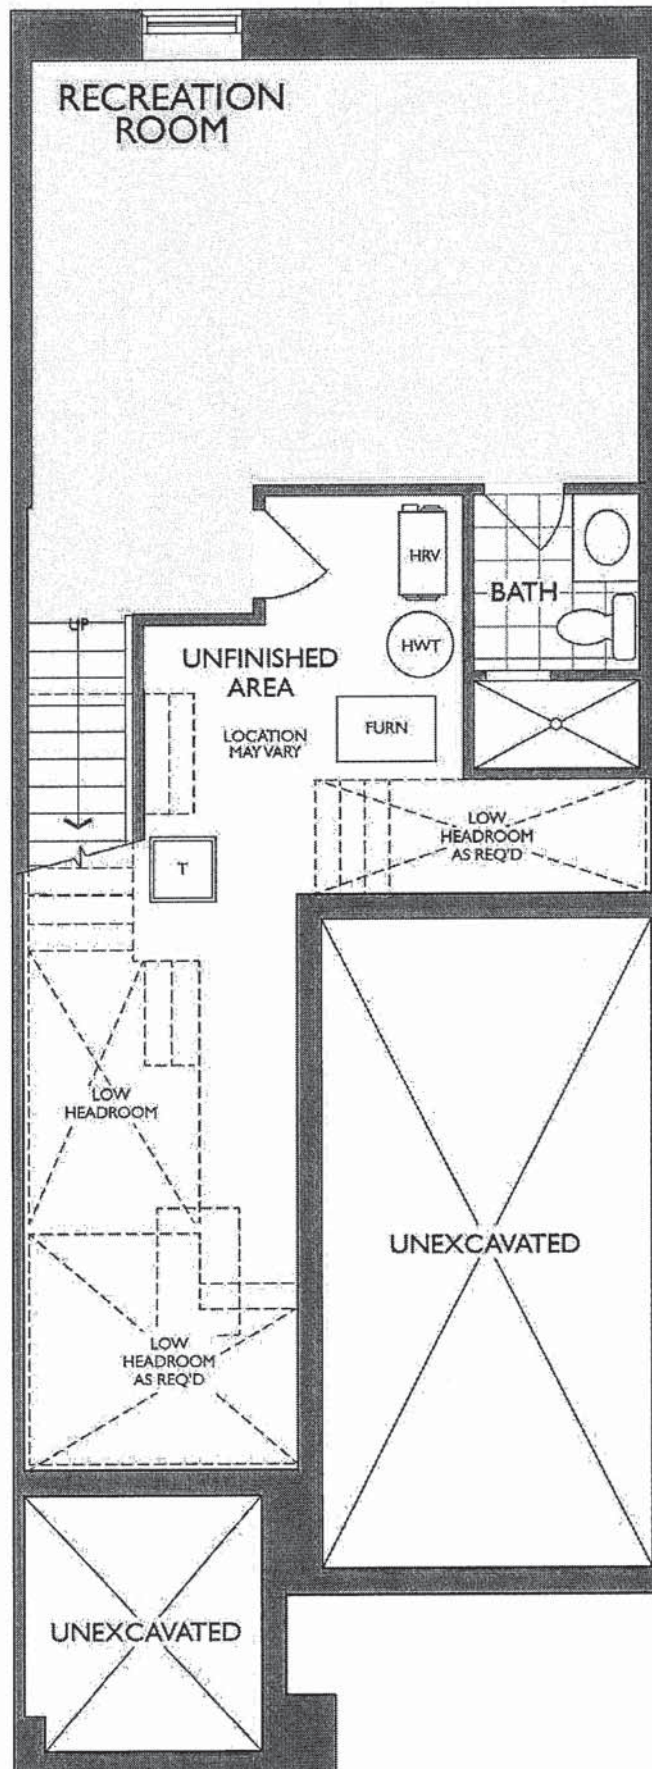 RECREATION
ROOM
HRV
BATH
UP
HWT
UNFINISHED
AREA
LOCATION
MAY VARY
FURN
LOW
HEADROOM
AS REQ'D
T
LOW
HEADROOM
UNEXCAVATED
LOW
HEADROOM
AS REQ'D
UNEXCAVATED